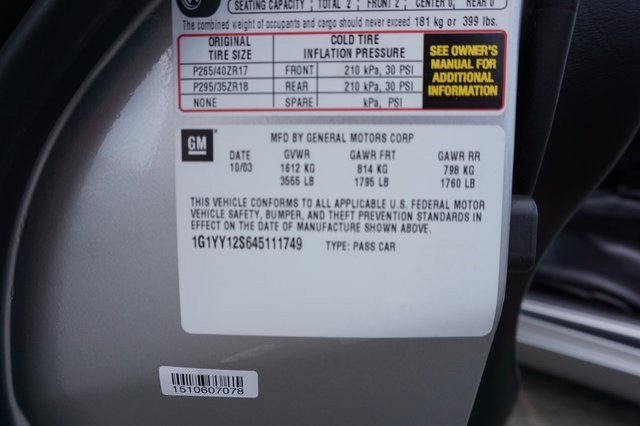 SEATING CAPACITY TOTAL 2 FRONT 2 CENTER 0 REAR 0
The combined weight of occupants and cargo should never exceed 181 kg or 399 lbs.
ORIGINAL TIRE SIZE
COLD TIRE INFLATION PRESSURE
SEE OWNER'S MANUAL FOR ADDITIONAL INFORMATION
P265/40ZR17 FRONT 210 kPa, 30 PSI
P295/35ZR18 REAR 210 kPa, 30 PSI
NONE SPARE kPa, PSI
GM
MFD BY GENERAL MOTORS CORP
DATE GVWR GAWR FRT GAWR RR
10/03 1612 KG 814 KG 798 KG
3555 LB 1795 LB 1760 LB
THIS VEHICLE CONFORMS TO ALL APPLICABLE U.S. FEDERAL MOTOR
VEHICLE SAFETY, BUMPER, AND THEFT PREVENTION STANDARDS IN
EFFECT ON THE DATE OF MANUFACTURE SHOWN ABOVE.
1G1YY12S645111749 TYPE: PASS CAR
1510607078